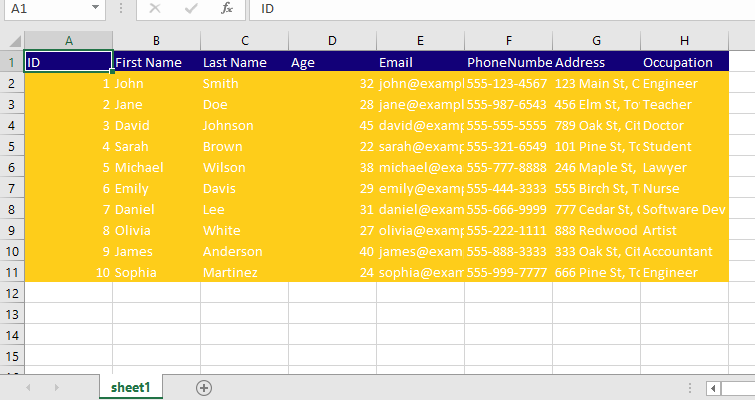 A1 fx ID
A B C D E F G H
1 ID First Name Last Name Age Email PhoneNumbe Address Occupation
2 1 John Smith 32 john@exampl 555-123-4567 123 Main St, C Engineer
3 2 Jane Doe 28 jane@exampl 555-987-6543 456 Elm St, To Teacher
4 3 David Johnson 45 david@examp 555-555-5555 789 Oak St, Cit Doctor
5 4 Sarah Brown 22 sarah@examp 555-321-6549 101 Pine St, To Student
6 5 Michael Wilson 38 michael@exa 555-777-8888 246 Maple St, Lawyer
7 6 Emily Davis 29 emily@examp 555-444-3333 555 Birch St, T Nurse
8 7 Daniel Lee 31 daniel@exam 555-666-9999 777 Cedar St, Software Dev
9 8 Olivia White 27 olivia@examp 555-222-1111 888 Redwood Artist
10 9 James Anderson 40 james@exam 555-888-3333 333 Oak St, Cit Accountant
11 10 Sophia Martinez 24 sophia@exam 555-999-7777 666 Pine St, To Engineer
12
13
14
15
sheet1